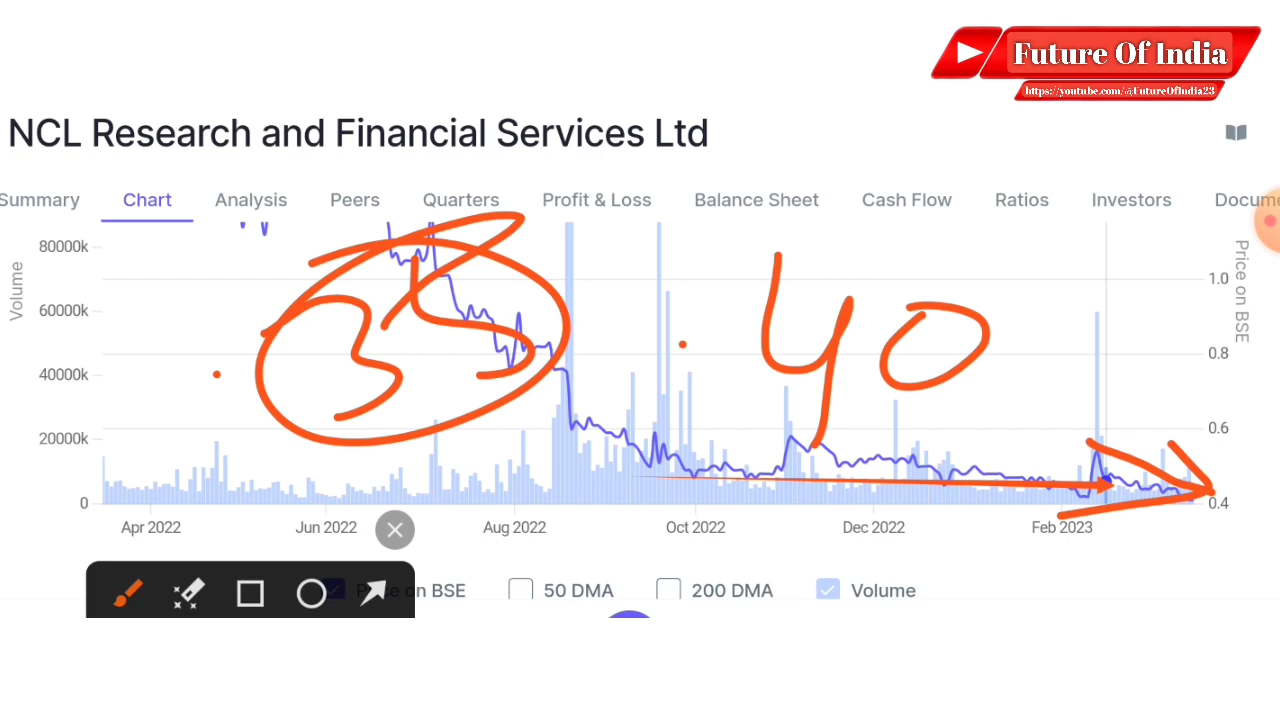 Future Of India
https://youtube.com/@FutureOfIndia23
NCL Research and Financial Services Ltd
Summary Chart Analysis Peers Quarters Profit & Loss Balance Sheet Cash Flow Ratios Investors Docume
80000k
60000k
40000k
20000k
0
Volume
1.0
0.8
0.6
0.4
Price on BSE
.35 .40
Apr 2022 Jun 2022 Aug 2022 Oct 2022 Dec 2022 Feb 2023
on BSE 50 DMA 200 DMA Volume